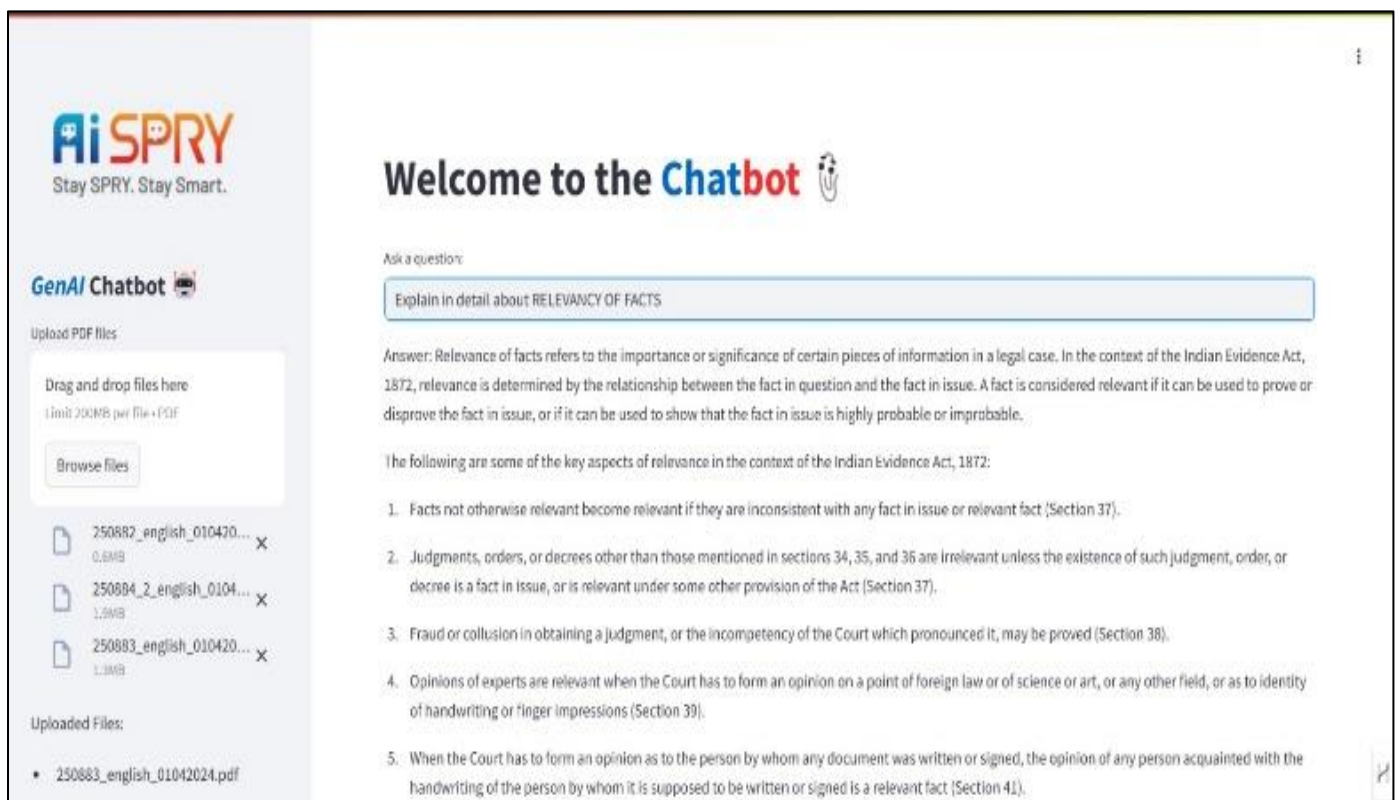 Ai SPRY
Stay SPRY. Stay Smart.
GenAI Chatbot
Upload PDF files
Drag and drop files here
Limit 200MB per file • PDF
Browse files
250882_english_010420...
0.6MB
250884_2_english_0104...
1.9MB
250883_english_010420...
1.3MB
Uploaded Files:
• 250883_english_01042024.pdf
Welcome to the Chatbot
Ask a question:
Explain in detail about RELEVANCY OF FACTS
Answer: Relevance of facts refers to the importance or significance of certain pieces of information in a legal case. In the context of the Indian Evidence Act,
1872, relevance is determined by the relationship between the fact in question and the fact in issue. A fact is considered relevant if it can be used to prove or
disprove the fact in issue, or if it can be used to show that the fact in issue is highly probable or improbable.
The following are some of the key aspects of relevance in the context of the Indian Evidence Act, 1872:
1. Facts not otherwise relevant become relevant if they are inconsistent with any fact in issue or relevant fact (Section 37).
2. Judgments, orders, or decrees other than those mentioned in sections 34, 35, and 36 are irrelevant unless the existence of such judgment, order, or
decree is a fact in issue, or is relevant under some other provision of the Act (Section 37).
3. Fraud or collusion in obtaining a judgment, or the incompetency of the Court which pronounced it, may be proved (Section 38).
4. Opinions of experts are relevant when the Court has to form an opinion on a point of foreign law or of science or art, or any other field, or as to identity
of handwriting or finger impressions (Section 39).
5. When the Court has to form an opinion as to the person by whom any document was written or signed, the opinion of any person acquainted with the
handwriting of the person by whom it is supposed to be written or signed is a relevant fact (Section 41).